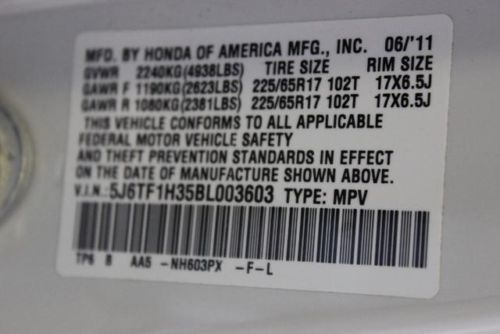 MFD. BY HONDA OF AMERICA MFG., INC. 06/'11
GVWR 2240KG(4938LBS) TIRE SIZE RIM SIZE
GAWR F 1190KG(2623LBS) 225/65R17 102T 17X6.5J
GAWR R 1080KG(2381LBS) 225/65R17 102T 17X6.5J
THIS VEHICLE CONFORMS TO ALL APPLICABLE
FEDERAL MOTOR VEHICLE SAFETY
AND THEFT PREVENTION STANDARDS IN EFFECT
ON THE DATE OF MANUFACTURE SHOWN ABOVE.
V.I.N.: 5J6TF1H35BL003603 TYPE: MPV
TP6 B AA5 -NH603PX -F-L